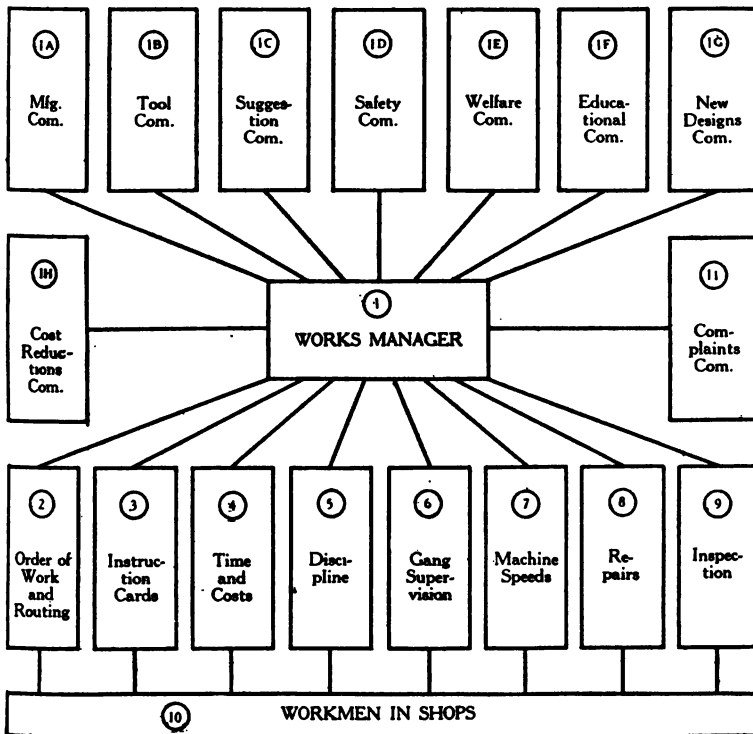 1A
Mfg.
Com.
1B
Tool
Com.
1C
Sugges-
tion
Com.
1D
Safety
Com.
1E
Welfare
Com.
1F
Educa-
tional
Com.
1G
New
Designs
Com.
1H
Cost
Reduc-
tions
Com.
1
WORKS MANAGER
11
Com-
plaints
Com.
2
Order of
Work
and
Routing
3
Instruc-
tion
Cards
4
Time
and
Costs
5
Disci-
pline
6
Gang
Super-
vision
7
Machine
Speeds
8
Re-
pairs
9
Inspec-
tion
10
WORKMEN IN SHOPS